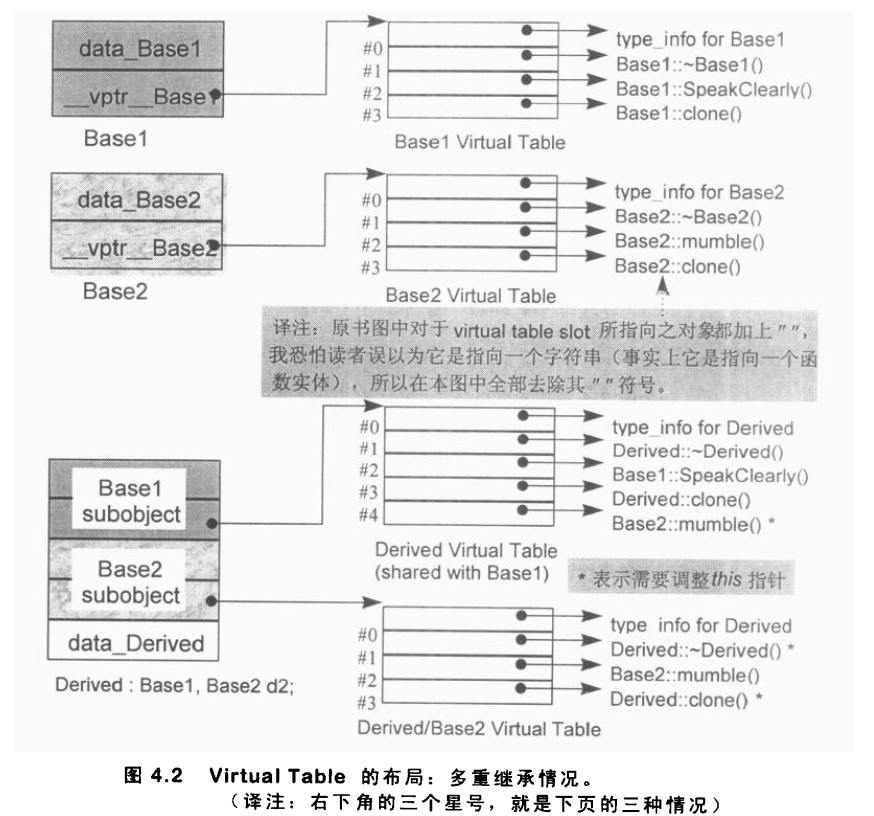 data_Base1
__vptr__Base1
Base1
#0
#1
#2
#3
type_info for Base1
Base1::~Base1()
Base1::SpeakClearly()
Base1::clone()
Base1 Virtual Table
data_Base2
__vptr__Base2
Base2
#0
#1
#2
#3
type_info for Base2
Base2::~Base2()
Base2::mumble()
Base2::clone()
Base2 Virtual Table
译注：原书图中对于 virtual table slot 所指向之对象都加上 " "，
我恐怕读者误以为它是指向一个字符串（事实上它是指向一个函
数实体），所以在本图中全部去除其 " " 符号。
Base1
subobject
Base2
subobject
data_Derived
Derived : Base1, Base2 d2;
#0
#1
#2
#3
#4
type_info for Derived
Derived::~Derived()
Base1::SpeakClearly()
Derived::clone()
Base2::mumble() *
Derived Virtual Table
(shared with Base1)
* 表示需要调整this 指针
#0
#1
#2
#3
type info for Derived
Derived::~Derived() *
Base2::mumble()
Derived::clone() *
Derived/Base2 Virtual Table
图 4.2 Virtual Table 的布局：多重继承情况。
（译注：右下角的三个星号，就是下页的三种情况）